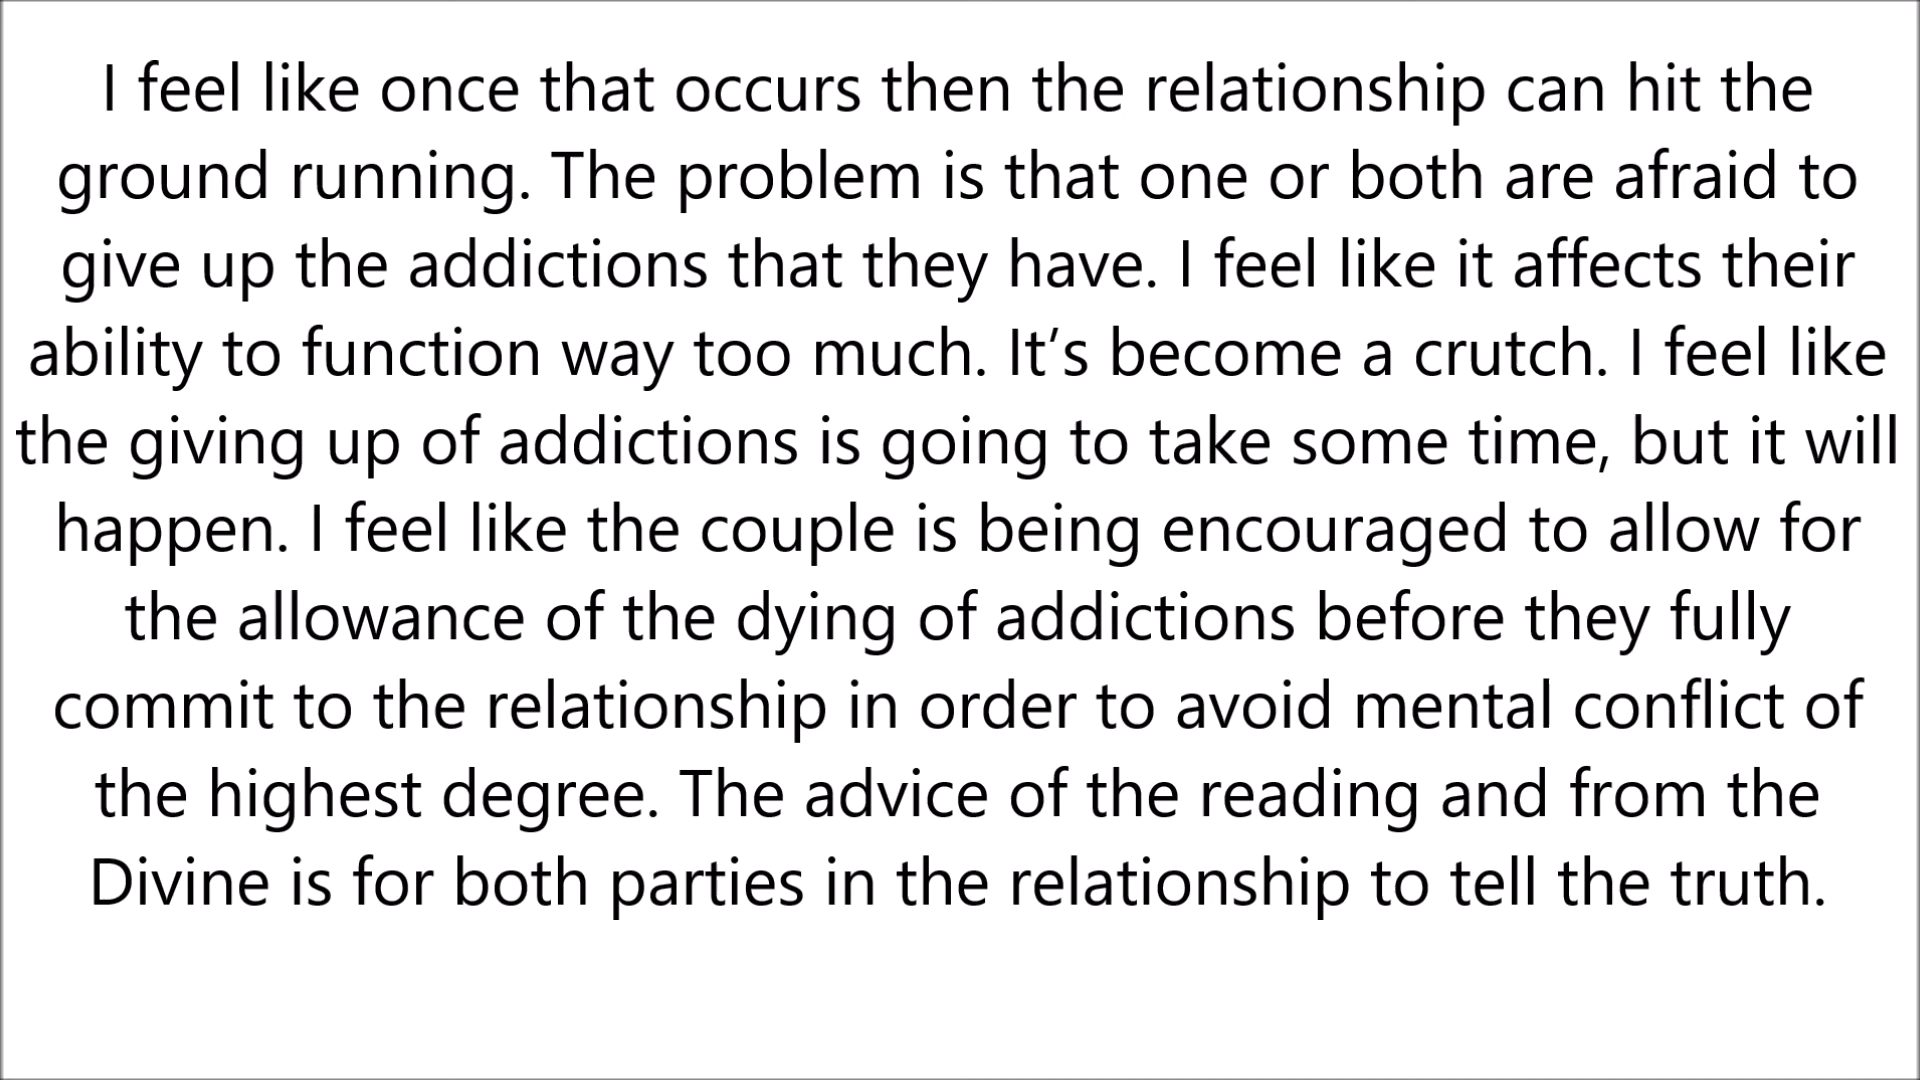 I feel like once that occurs then the relationship can hit the
ground running. The problem is that one or both are afraid to
give up the addictions that they have. I feel like it affects their
ability to function way too much. It’s become a crutch. I feel like
the giving up of addictions is going to take some time, but it will
happen. I feel like the couple is being encouraged to allow for
the allowance of the dying of addictions before they fully
commit to the relationship in order to avoid mental conflict of
the highest degree. The advice of the reading and from the
Divine is for both parties in the relationship to tell the truth.